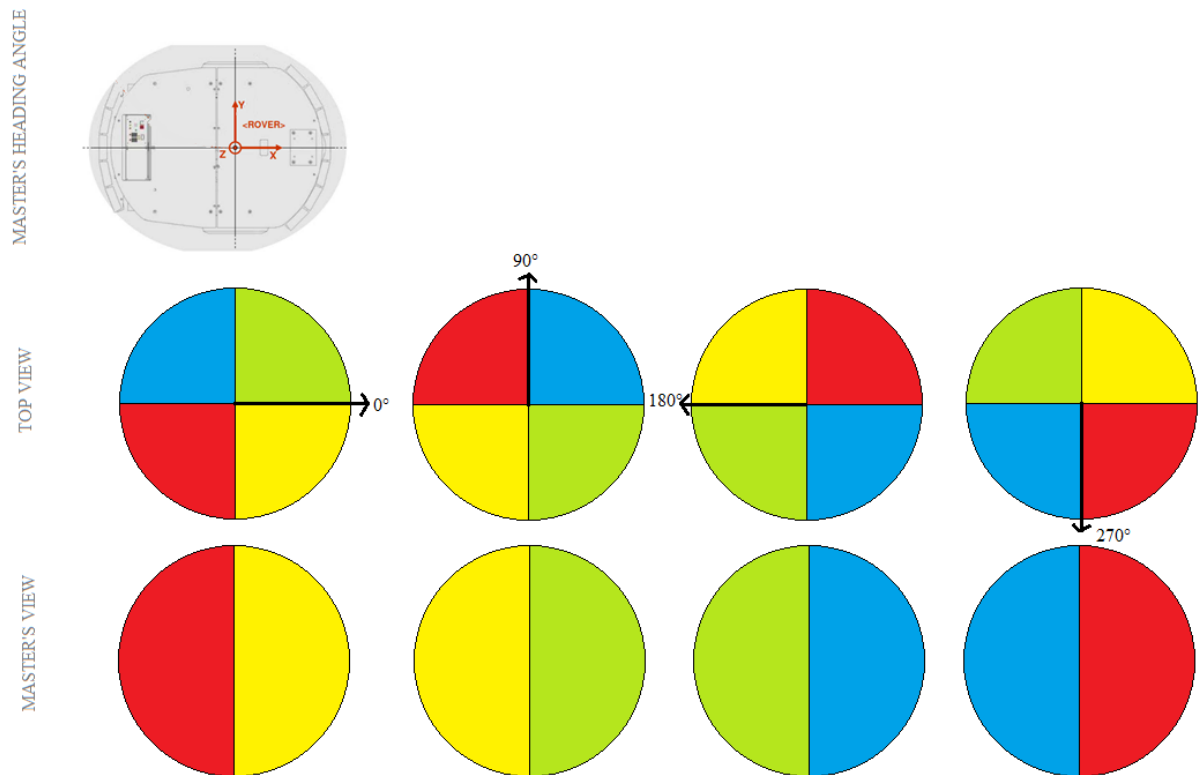 MASTER'S HEADING ANGLE
Y
<ROVER>
Z
X
TOP VIEW
0°
90°
180°
270°
MASTER'S VIEW